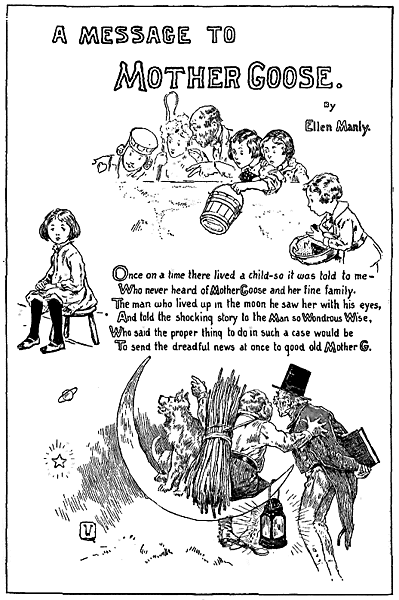 A MESSAGE TO
MOTHER GOOSE.
By
Ellen Manly.
Once on a time there lived a child-so it was told to me-
Who never heard of Mother Goose and her fine family.
The man who lived up in the moon he saw her with his eyes,
And told the shocking story to the Man so Wondrous Wise,
Who said the proper thing to do in such a case would be
To send the dreadful news at once to good old Mother G.